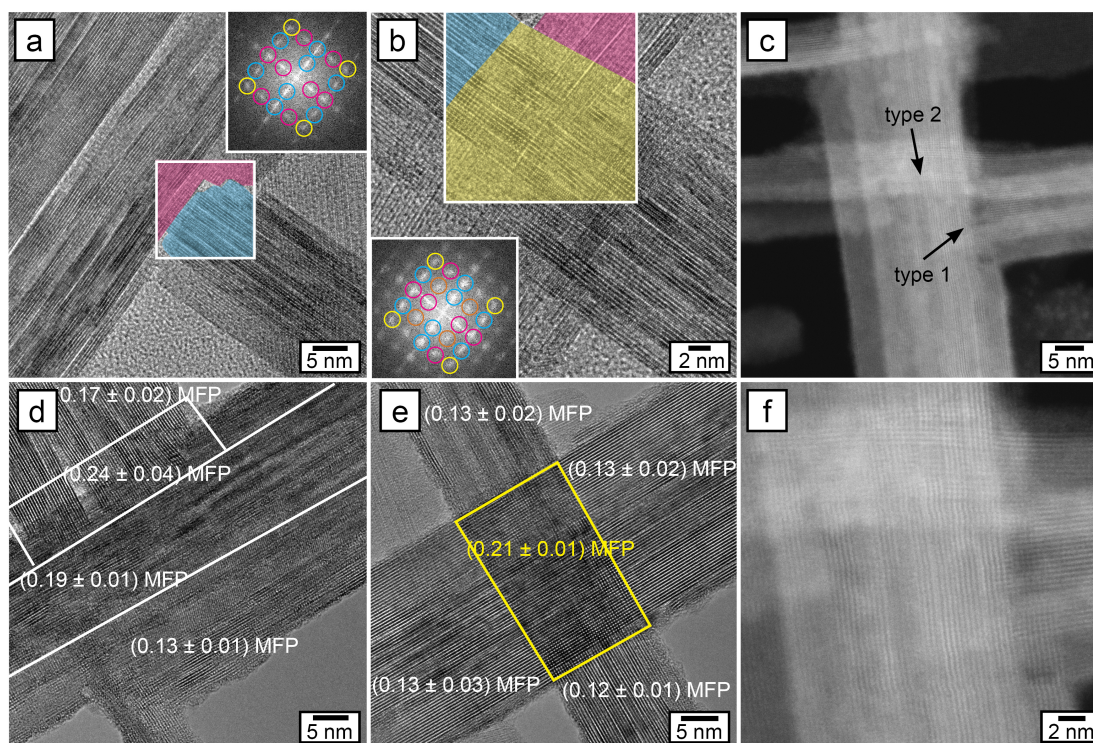 a
5 nm
b
2 nm
c
type 2
type 1
5 nm
d
(0.17 ± 0.02) MFP
(0.24 ± 0.04) MFP
(0.19 ± 0.01) MFP
(0.13 ± 0.01) MFP
5 nm
e
(0.13 ± 0.02) MFP
(0.13 ± 0.02) MFP
(0.21 ± 0.01) MFP
(0.13 ± 0.03) MFP
(0.12 ± 0.01) MFP
5 nm
f
2 nm